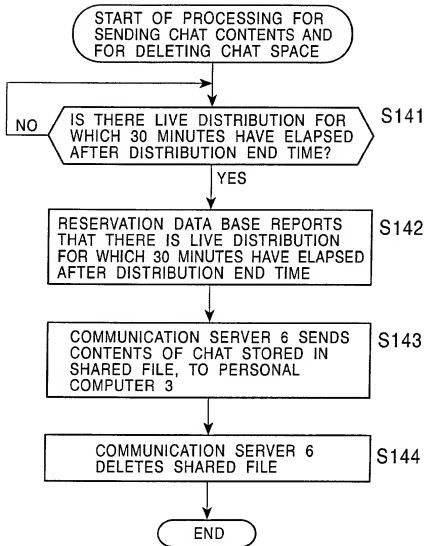 START OF PROCESSING FOR
SENDING CHAT CONTENTS AND
FOR DELETING CHAT SPACE
IS THERE LIVE DISTRIBUTION FOR
WHICH 30 MINUTES HAVE ELAPSED
AFTER DISTRIBUTION END TIME?
S141
NO
YES
RESERVATION DATA BASE REPORTS
THAT THERE IS LIVE DISTRIBUTION
FOR WHICH 30 MINUTES HAVE ELAPSED
AFTER DISTRIBUTION END TIME
S142
COMMUNICATION SERVER 6 SENDS
CONTENTS OF CHAT STORED IN
SHARED FILE, TO PERSONAL
COMPUTER 3
S143
COMMUNICATION SERVER 6
DELETES SHARED FILE
S144
END